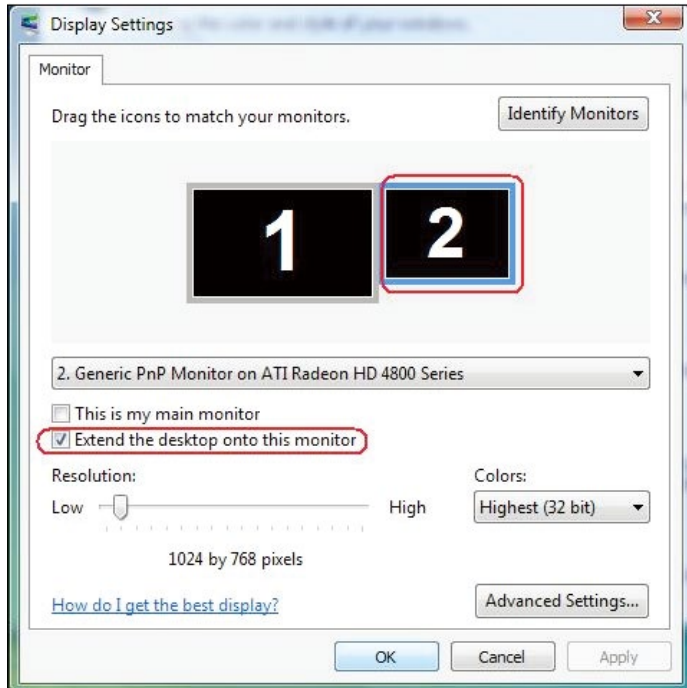 Display Settings
Monitor
Drag the icons to match your monitors.
Identify Monitors
1
2
2. Generic PnP Monitor on ATI Radeon HD 4800 Series
This is my main monitor
Extend the desktop onto this monitor
Resolution:
Colors:
Low
High
Highest (32 bit)
1024 by 768 pixels
How do I get the best display?
Advanced Settings...
OK
Cancel
Apply